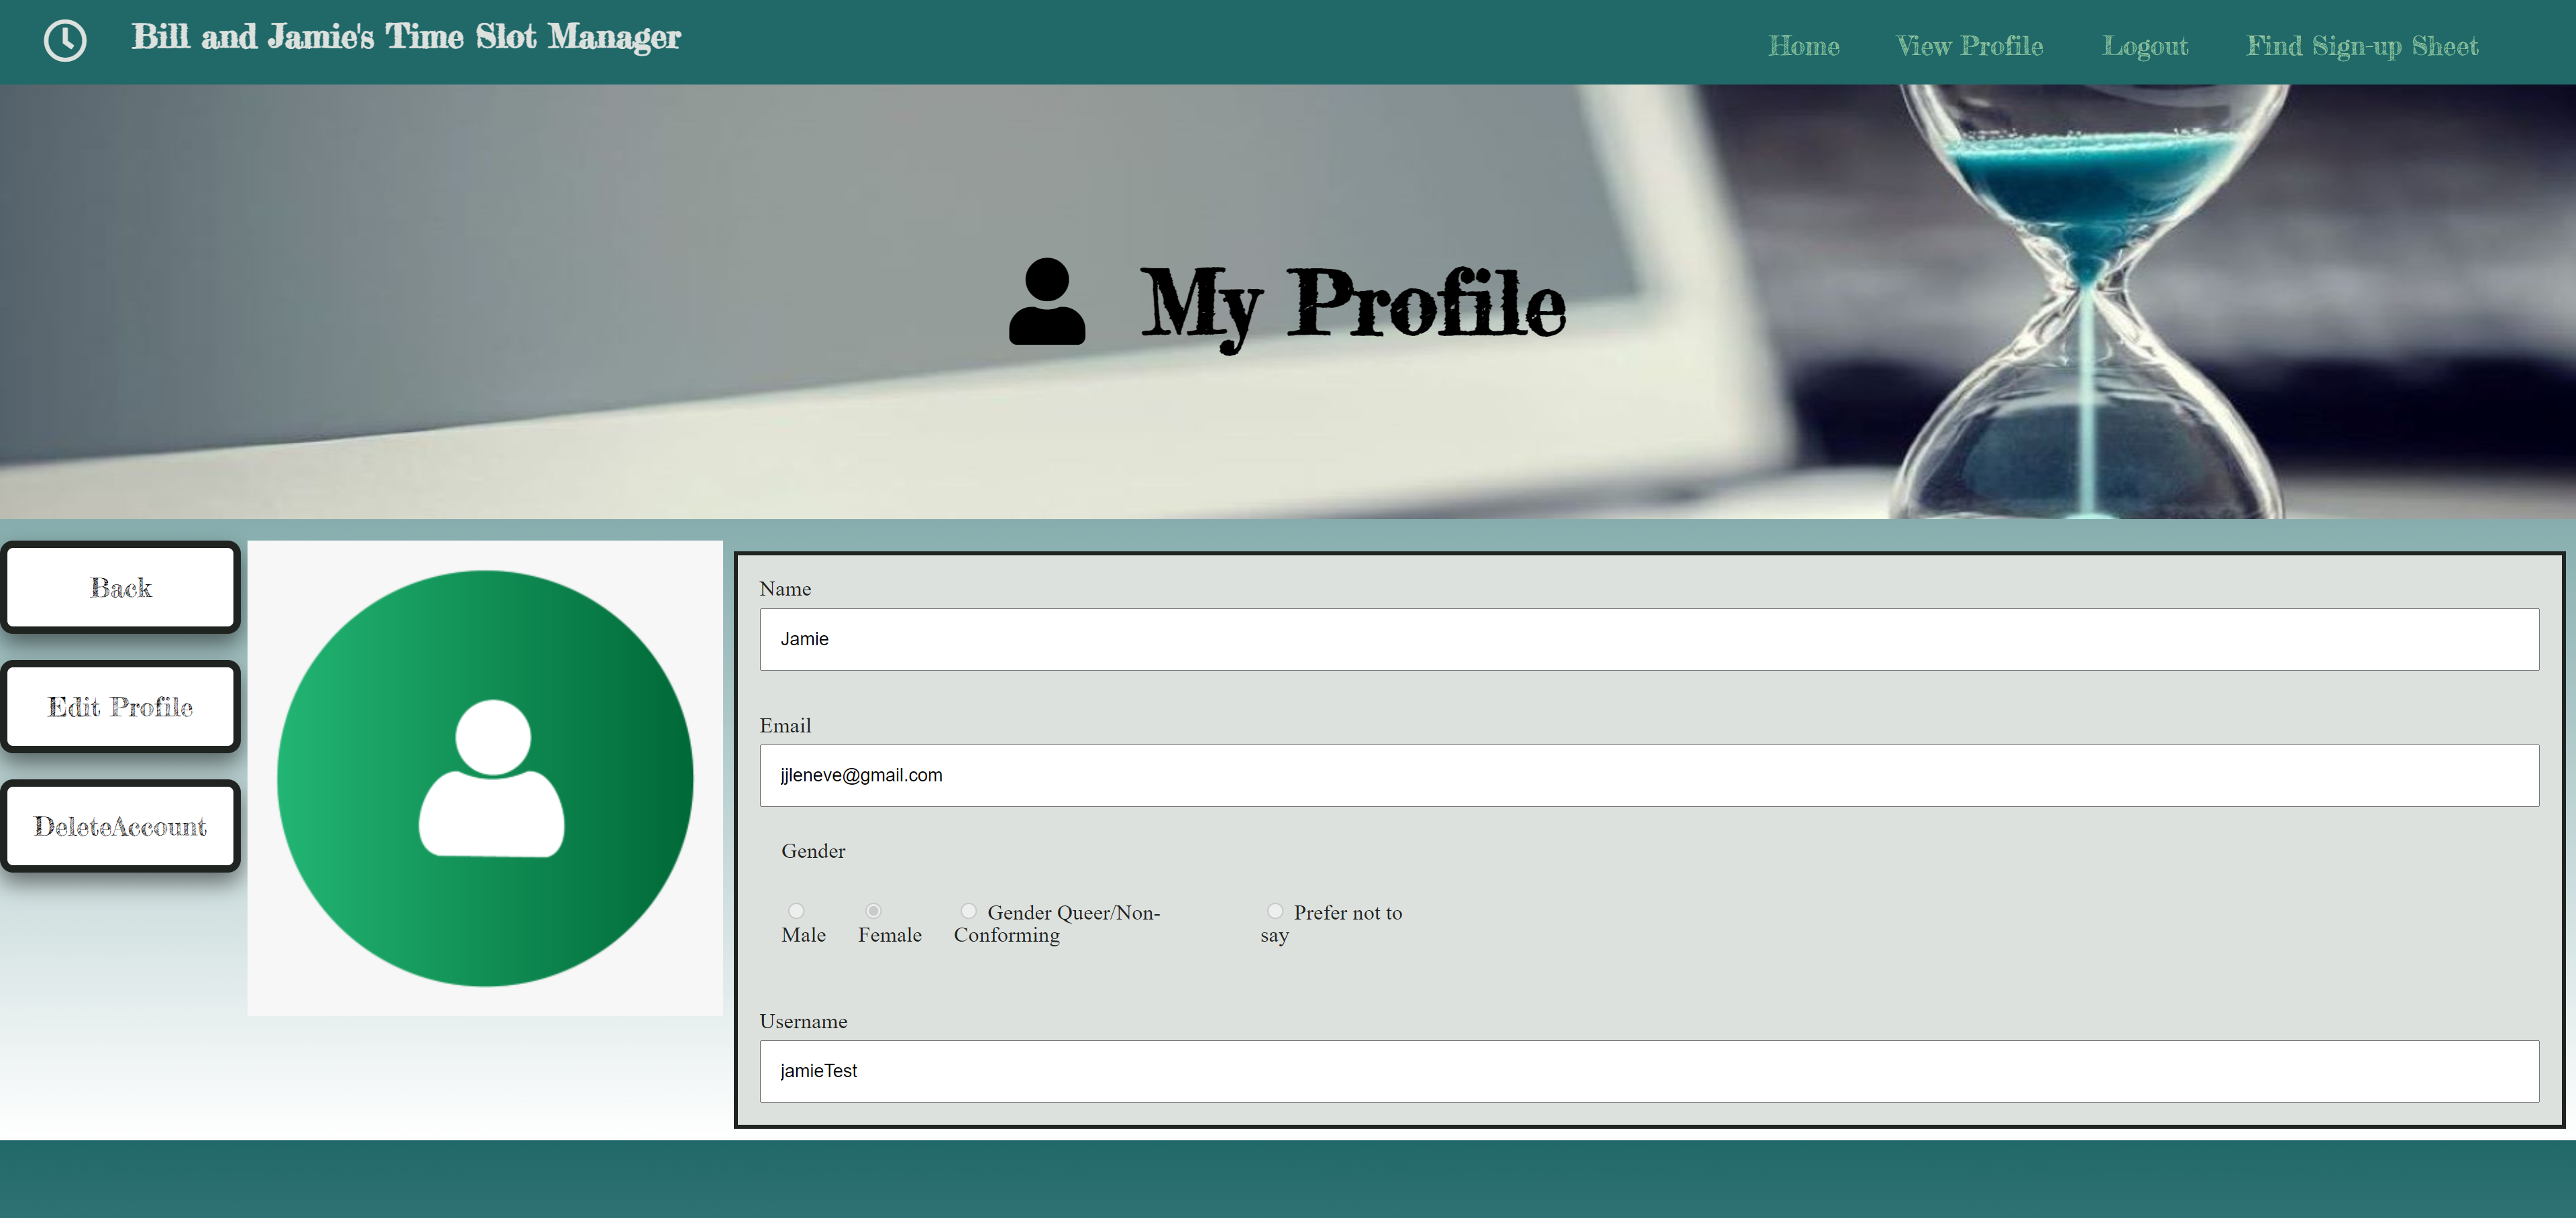 Bill and Jamie's Time Slot Manager
Home View Profile Logout Find Sign-up Sheet
My Profile
Back
Edit Profile
DeleteAccount
Name
Jamie
Email
jjleneve@gmail.com
Gender
Male
Female
Gender Queer/Non-
Conforming
Prefer not to
say
Username
jamieTest